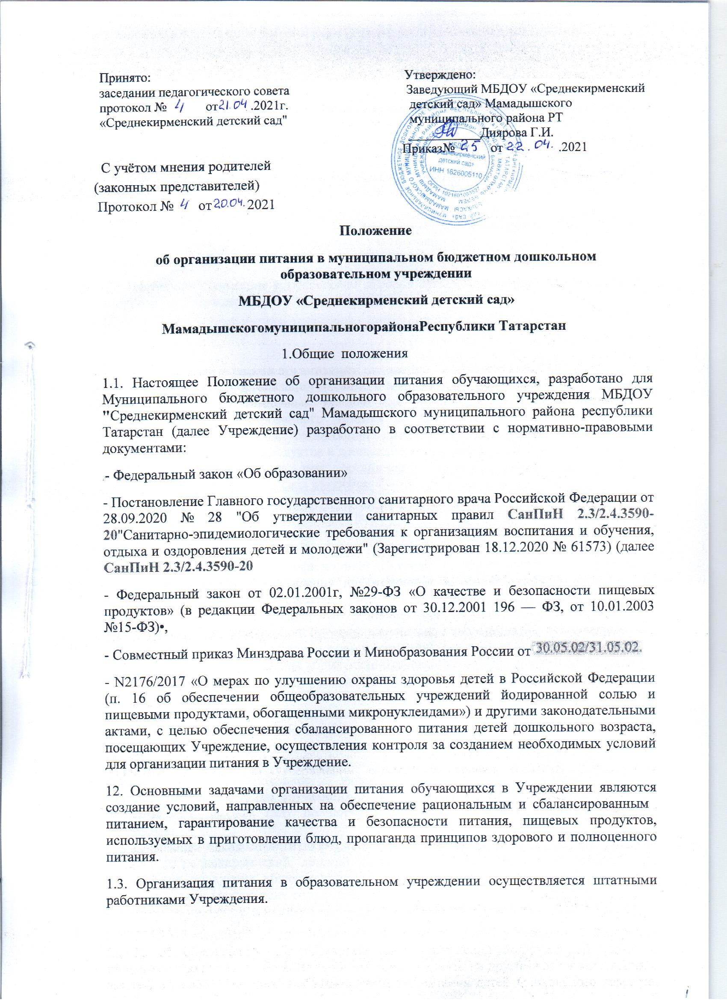 Принято:
заседании педагогического совета
протокол № 4 от 21.04 .2021г.
«Среднекирменский детский сад"
С учётом мнения родителей
(законных представителей)
Протокол № 4 от 20.04. 2021
Утверждено:
Заведующий МБДОУ «Среднекирменский
детский сад» Мамадышского
муниципального района РТ
Диярова Г.И.
Приказ№ 25 от 22.04. .2021
МБДОУ
«Среднекирменский
детский сад»
ИНН 1626005110
Положение
об организации питания в муниципальном бюджетном дошкольном
образовательном учреждении
МБДОУ «Среднекирменский детский сад»
МамадышскогомуниципальногорайонаРеспублики Татарстан
1.Общие положения
1.1. Настоящее Положение об организации питания обучающихся, разработано для
Муниципального бюджетного дошкольного образовательного учреждения МБДОУ
"Среднекирменский детский сад" Мамадышского муниципального района республики
Татарстан (далее Учреждение) разработано в соответствии с нормативно-правовыми
документами:
- Федеральный закон «Об образовании»
- Постановление Главного государственного санитарного врача Российской Федерации от
28.09.2020 № 28 "Об утверждении санитарных правил СанПиН 2.3/2.4.3590-
20"Санитарно-эпидемиологические требования к организациям воспитания и обучения,
отдыха и оздоровления детей и молодежи" (Зарегистрирован 18.12.2020 № 61573) (далее
СанПиН 2.3/2.4.3590-20
- Федеральный закон от 02.01.2001г, №29-ФЗ «О качестве и безопасности пищевых
продуктов» (в редакции Федеральных законов от 30.12.2001 196 — ФЗ, от 10.01.2003
№15-ФЗ)•,
- Совместный приказ Минздрава России и Минобразования России от 30.05.02/31.05.02.
- N2176/2017 «О мерах по улучшению охраны здоровья детей в Российской Федерации
(п. 16 об обеспечении общеобразовательных учреждений йодированной солью и
пищевыми продуктами, обогащенными микронуклеидами») и другими законодательными
актами, с целью обеспечения сбалансированного питания детей дошкольного возраста,
посещающих Учреждение, осуществления контроля за созданием необходимых условий
для организации питания в Учреждение.
12. Основными задачами организации питания обучающихся в Учреждении являются
создание условий, направленных на обеспечение рациональным и сбалансированным
питанием, гарантирование качества и безопасности питания, пищевых продуктов,
используемых в приготовлении блюд, пропаганда принципов здорового и полноценного
питания.
1.3. Организация питания в образовательном учреждении осуществляется штатными
работниками Учреждения.